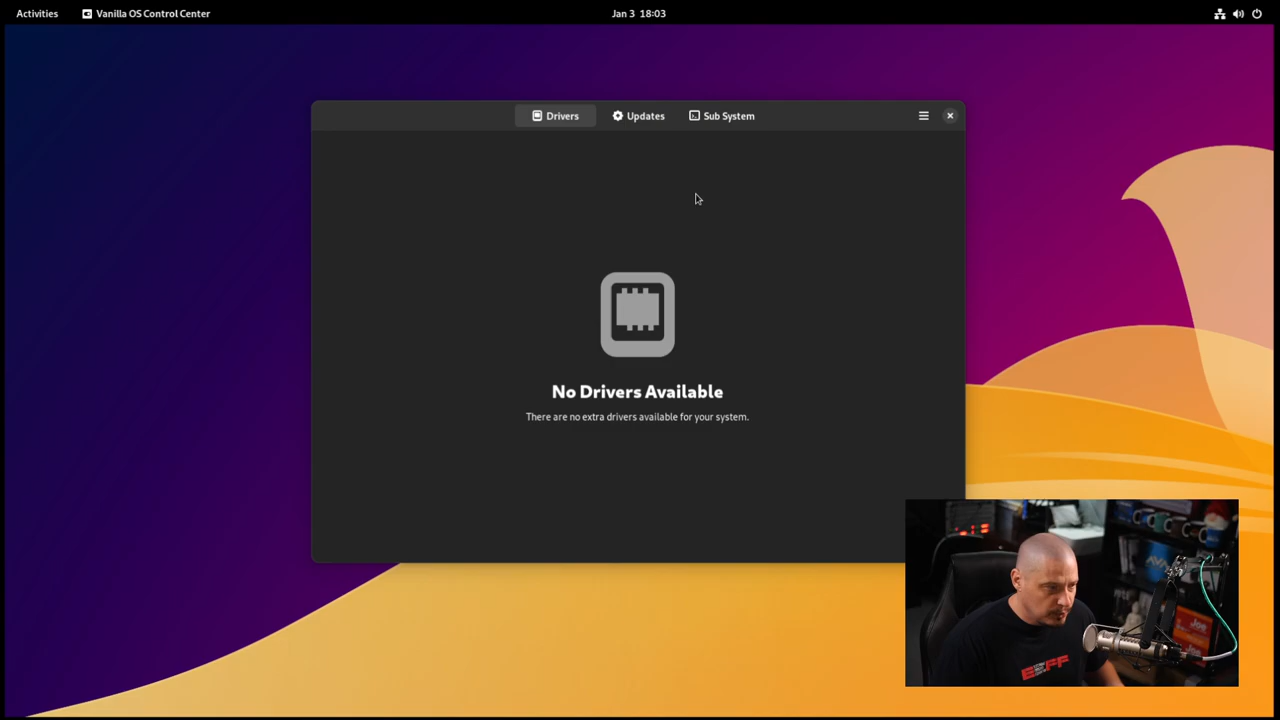 Activities
Vanilla OS Control Center
Jan 3 18:03
Drivers
Updates
Sub System
No Drivers Available
There are no extra drivers available for your system.
EFF